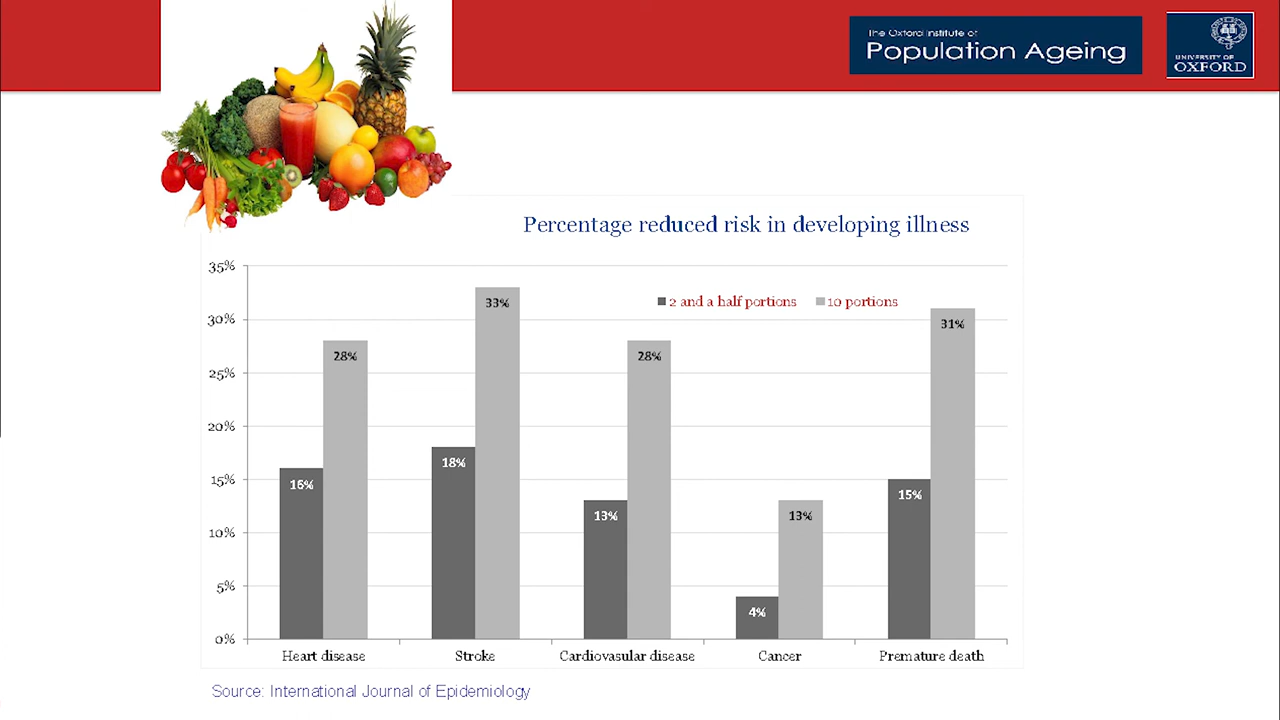 The Oxford Institute of
Population Ageing
UNIVERSITY OF
OXFORD
Percentage reduced risk in developing illness
35%
30%
25%
20%
15%
10%
5%
0%
2 and a half portions
10 portions
16%
28%
18%
33%
13%
28%
4%
13%
15%
31%
Heart disease
Stroke
Cardiovasular disease
Cancer
Premature death
Source: International Journal of Epidemiology